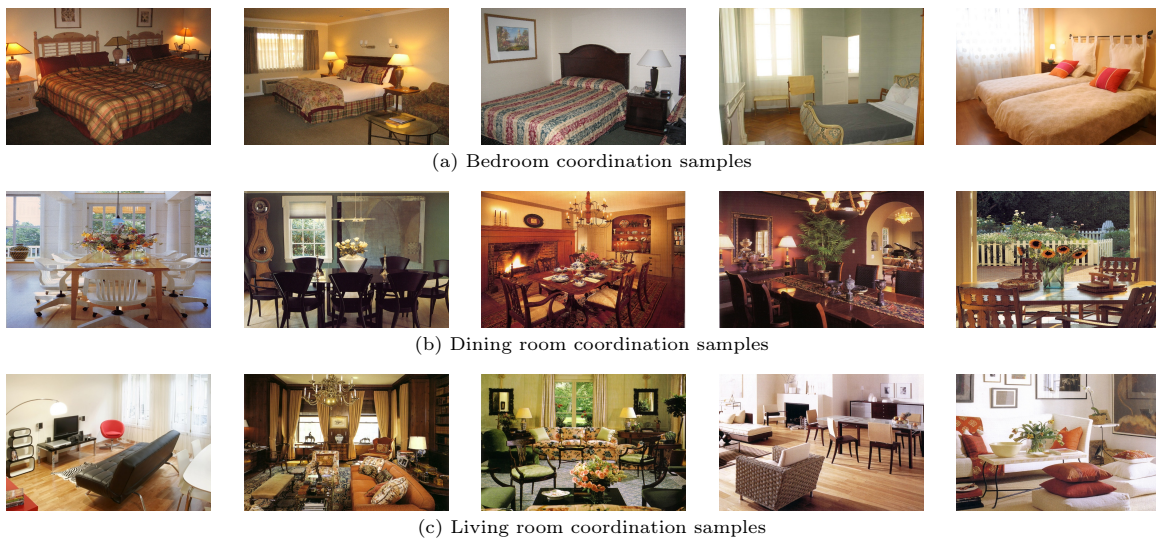 (a) Bedroom coordination samples
(b) Dining room coordination samples
(c) Living room coordination samples